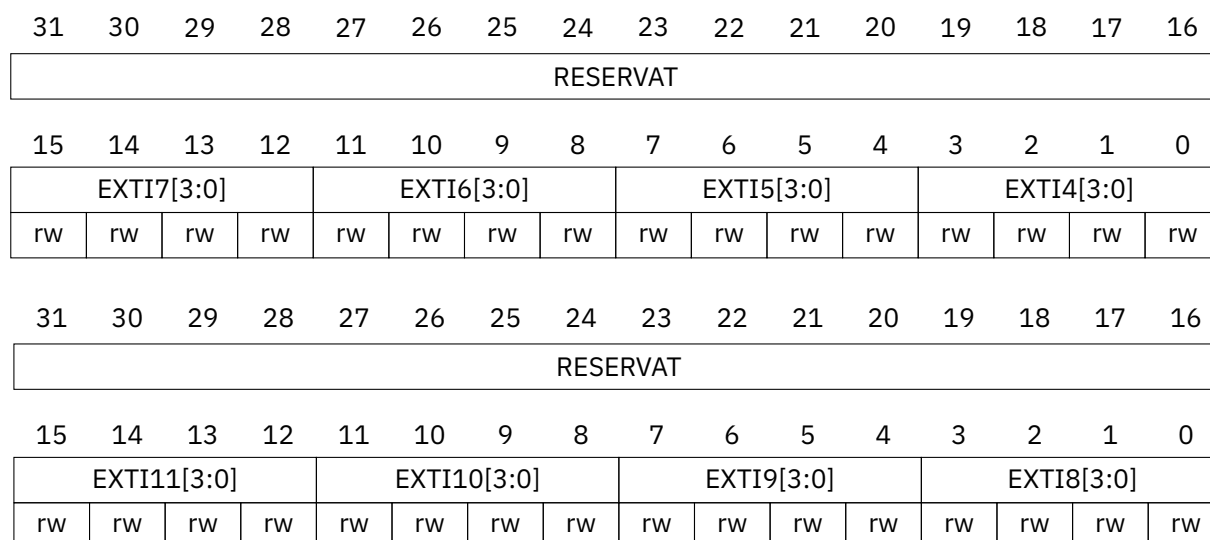 31 30 29 28 27 26 25 24 23 22 21 20 19 18 17 16
RESERVAT
15 14 13 12 11 10 9 8 7 6 5 4 3 2 1 0
EXTI7[3:0] EXTI6[3:0] EXTI5[3:0] EXTI4[3:0]
rw rw rw rw rw rw rw rw rw rw rw rw rw rw rw rw
31 30 29 28 27 26 25 24 23 22 21 20 19 18 17 16
RESERVAT
15 14 13 12 11 10 9 8 7 6 5 4 3 2 1 0
EXTI11[3:0] EXTI10[3:0] EXTI9[3:0] EXTI8[3:0]
rw rw rw rw rw rw rw rw rw rw rw rw rw rw rw rw